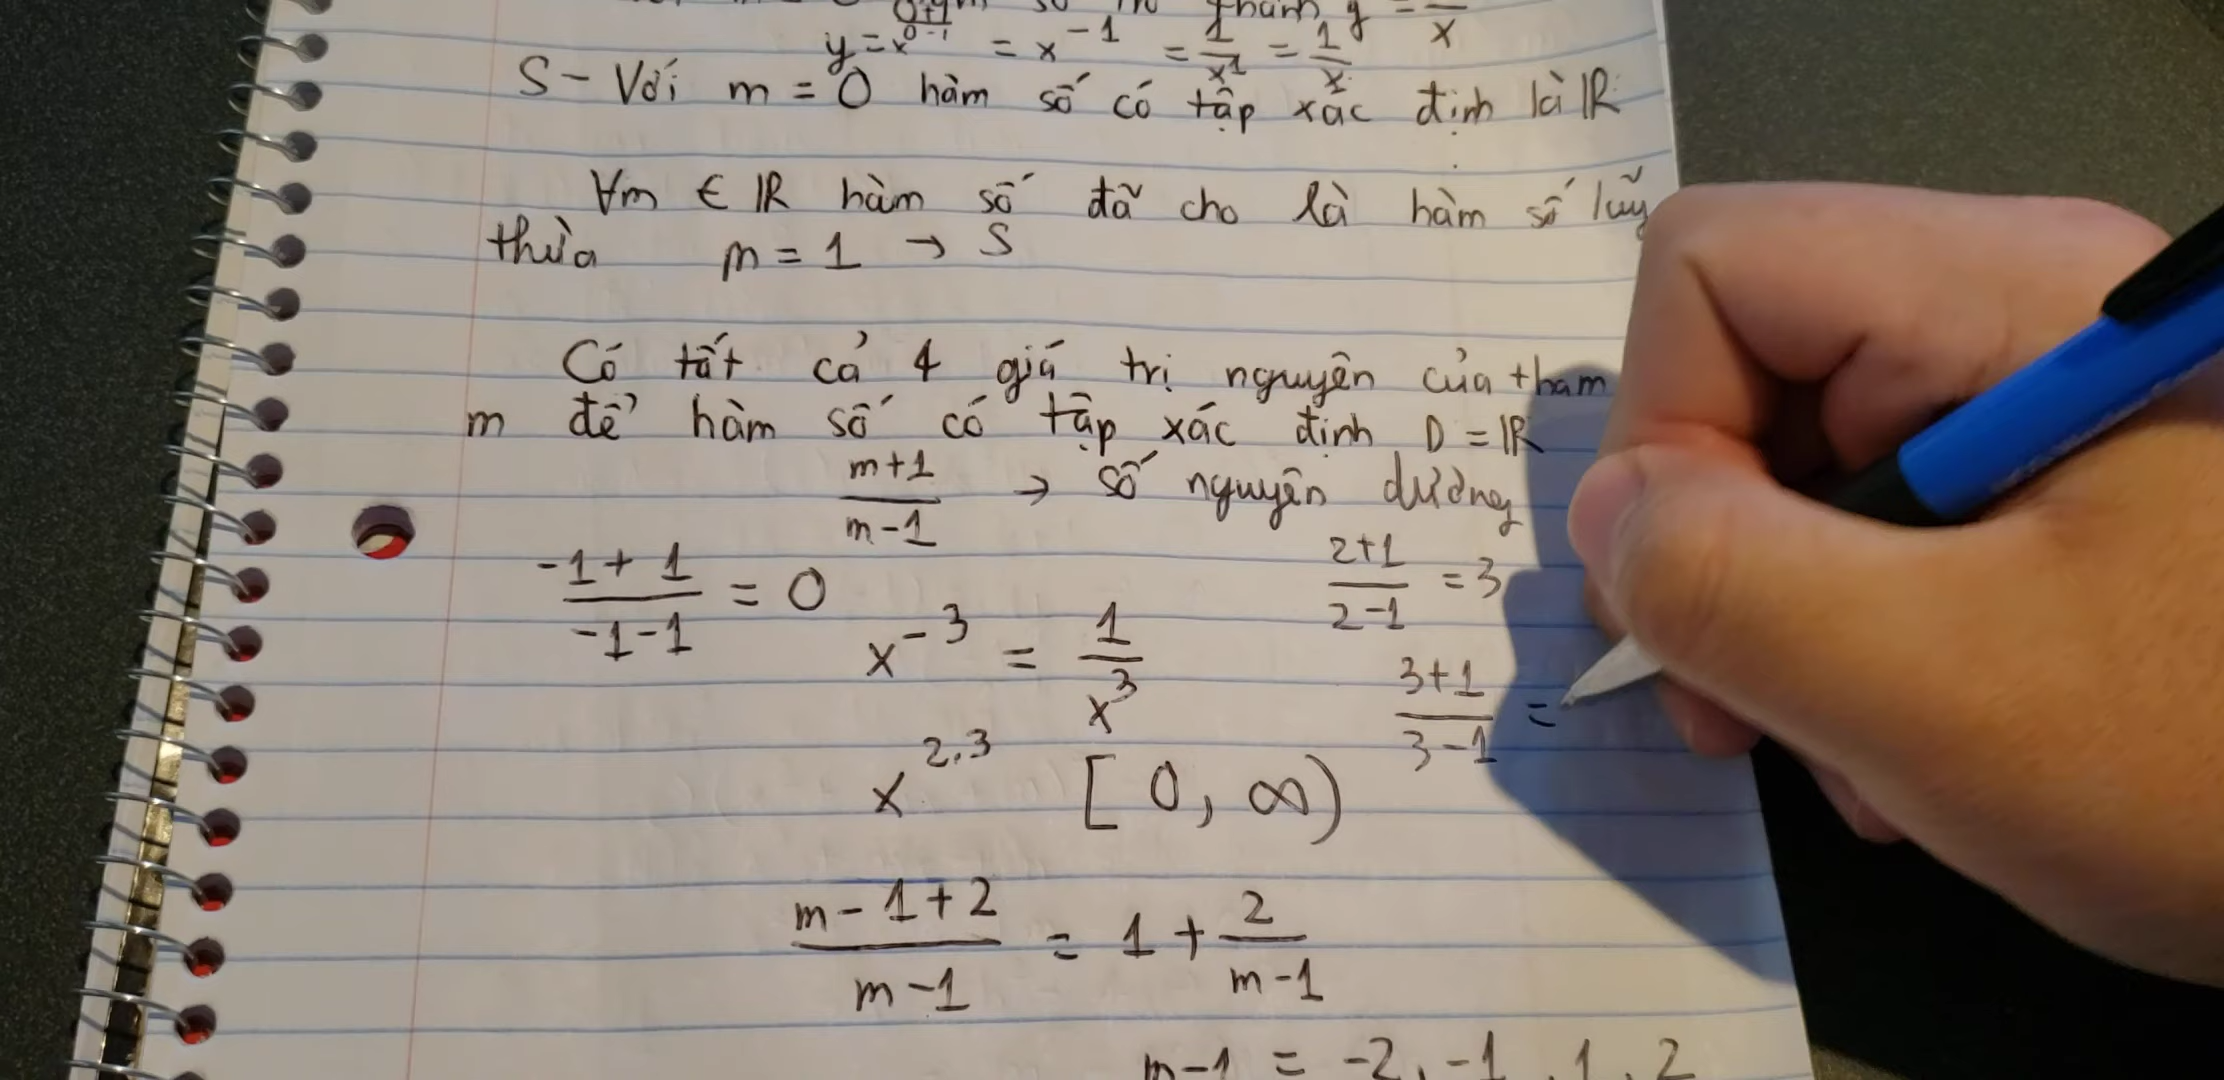 số thành y = — x
y = x^(0+1)/(0-1) = x^-1 = 1/x^1 = 1/x
S - Với m = 0 hàm số có tập xác định là ℝ
∀m ∈ ℝ hàm số đã cho là hàm số lũy
thừa m = 1 → S
Có tất cả 4 giá trị nguyên của tham
m để hàm số có tập xác định D = ℝ
(m+1)/(m-1) → số nguyên dương
(-1+1)/(-1-1) = 0
(2+1)/(2-1) = 3
x^-3 = 1/x^3
(3+1)/(3-1) =
x^2,3 [0, ∞)
(m-1+2)/(m-1) = 1 + 2/(m-1)
m-1 = -2, -1, 1, 2